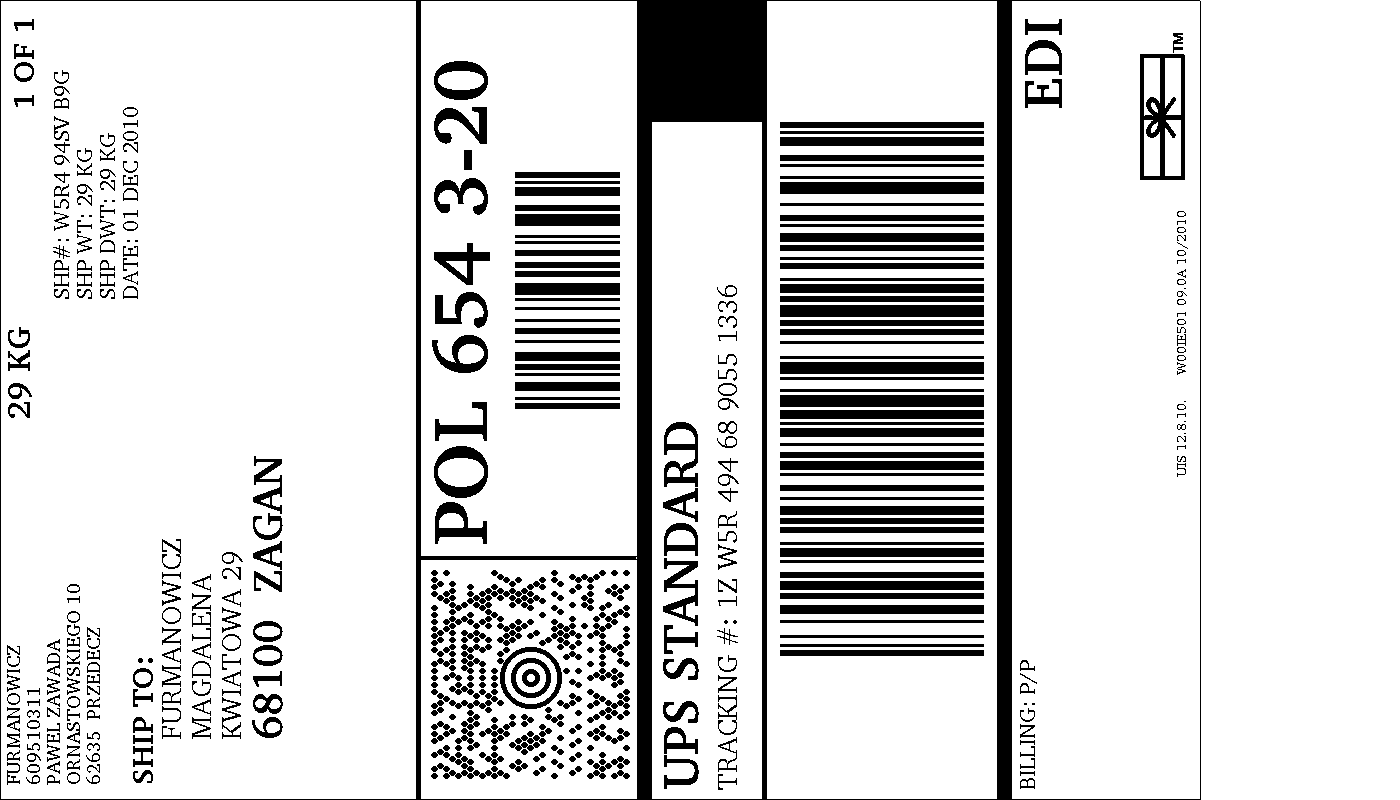 FURMANOWICZ
609510311
PAWEL ZAWADA
ORNASTOWSKIEGO 10
62635 PRZEDECZ
29 KG
1 OF 1
SHP#: W5R4 94SV B9G
SHP WT: 29 KG
SHP DWT: 29 KG
DATE: 01 DEC 2010
SHIP TO:
FURMANOWICZ
MAGDALENA
KWIATOWA 29
68100 ZAGAN
POL 654 3-20
UPS STANDARD
TRACKING #: 1Z W5R 494 68 9055 1336
BILLING: P/P
EDI
UIS 12.8.10. W00IE501 09.0A 10/2010
TM